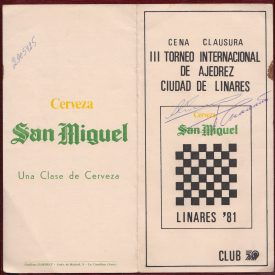 Cerveza
San Miguel
Una Clase de Cerveza
CENA CLAUSURA
III TORNEO INTERNACIONAL
DE AJEDREZ
CIUDAD DE LINARES
Cerveza
San Miguel
LINARES '81
CLUB